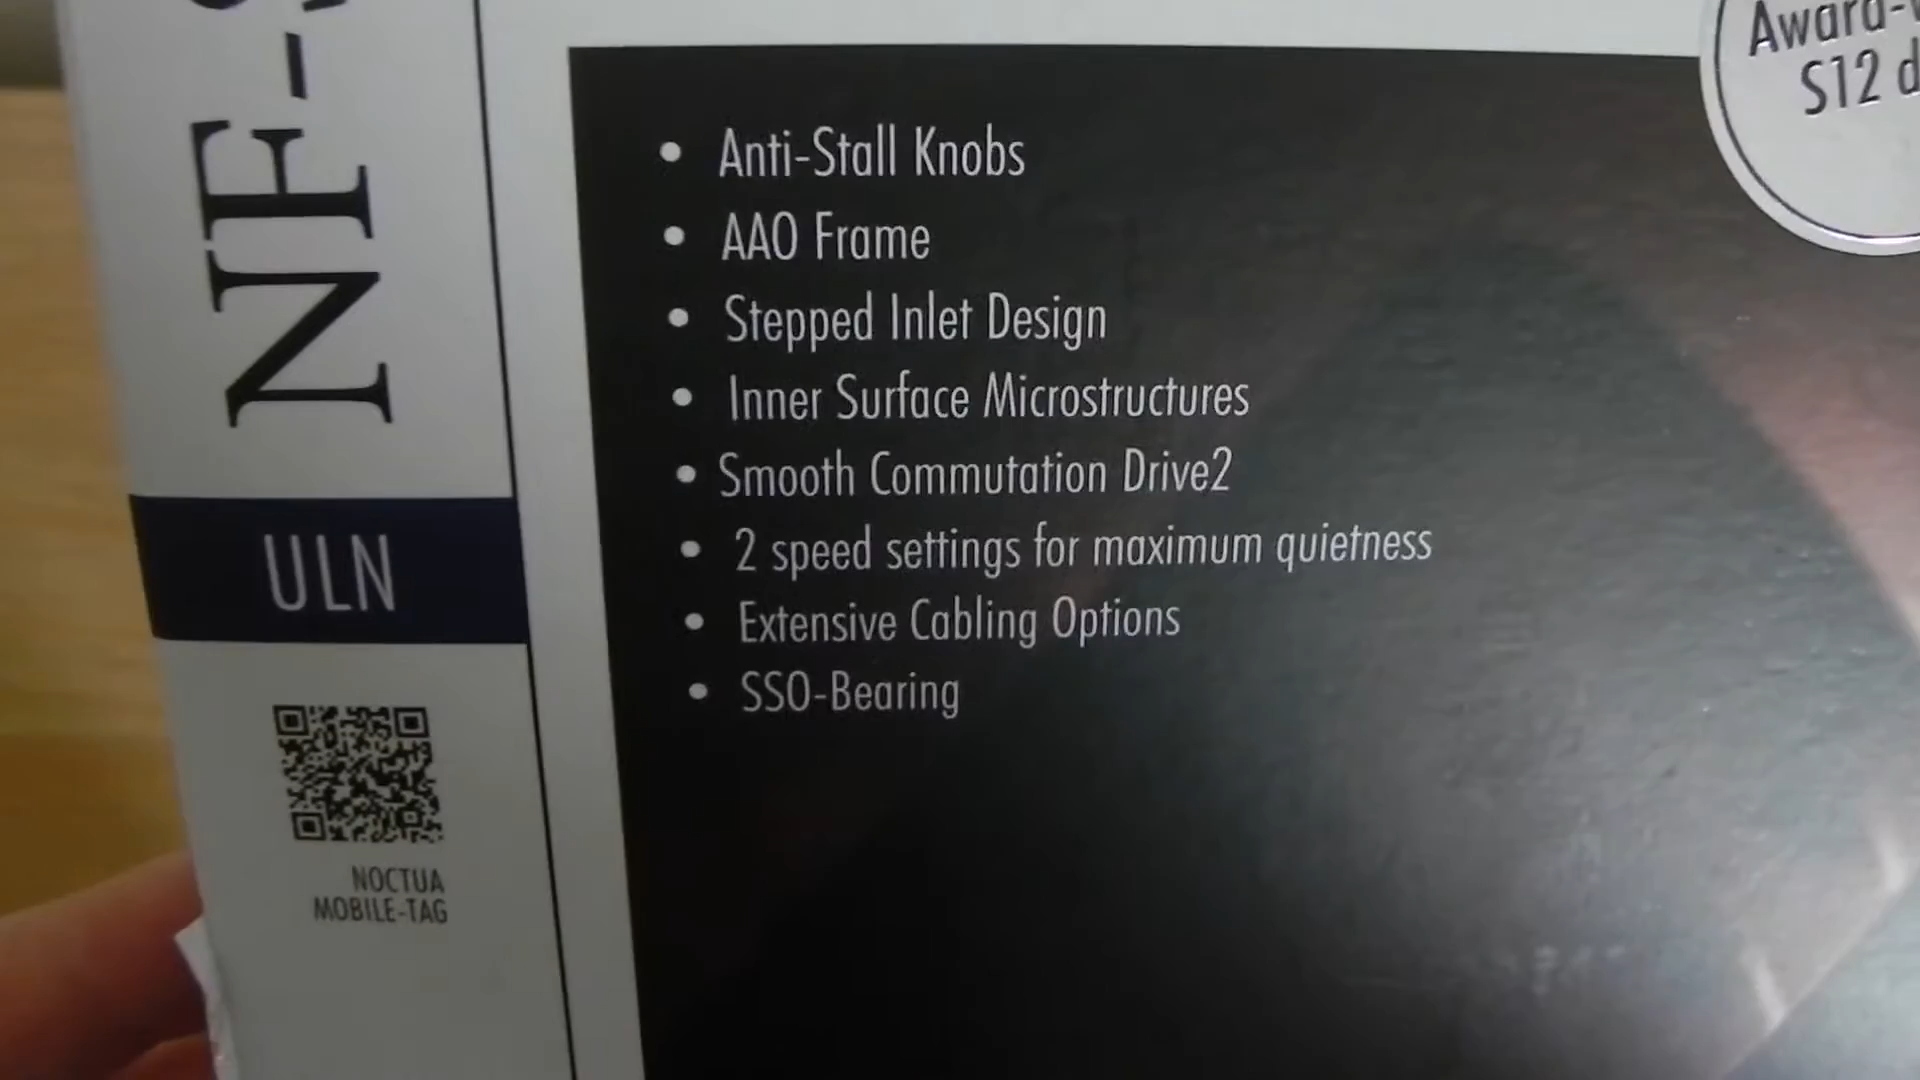 NF-
ULN
NOCTUA
MOBILE-TAG
• Anti-Stall Knobs
• AAO Frame
• Stepped Inlet Design
• Inner Surface Microstructures
• Smooth Commutation Drive2
• 2 speed settings for maximum quietness
• Extensive Cabling Options
• SSO-Bearing
Award-
S12 d